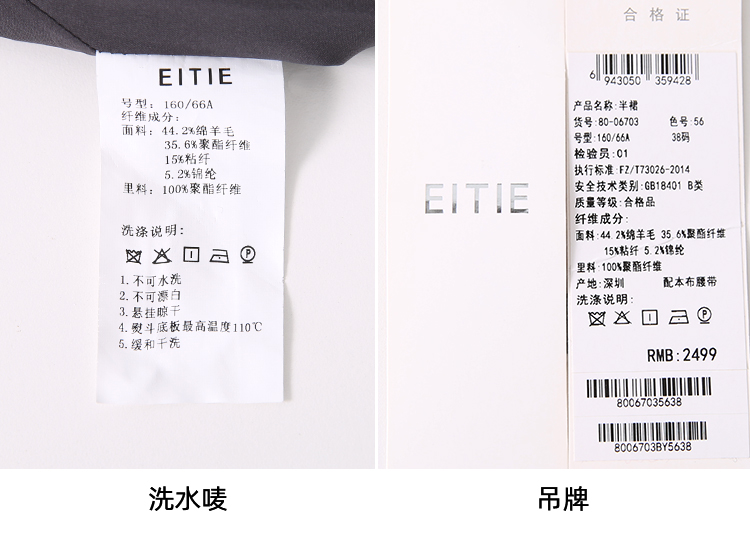 EITIE
号型: 160/66A
纤维成分:
面料: 44.2%绵羊毛
35.6%聚酯纤维
15%粘纤
5.2%锦纶
里料: 100%聚酯纤维
洗涤说明:
P
1.不可水洗
2.不可漂白
3.悬挂晾干
4.熨斗底板最高温度110℃
5.缓和干洗
洗水唛
EITIE
合格证
6 943050 359428
产品名称:半裙
货号:80-06703 色号:56
号型:160/66A 38码
检验员:01
执行标准:FZ/T73026-2014
安全技术类别:GB18401 B类
质量等级:合格品
纤维成分:
面料:44.2%绵羊毛 35.6%聚酯纤维
15%粘纤 5.2%锦纶
里料:100%聚酯纤维
产地:深圳 配本布腰带
洗涤说明:
P
RMB:2499
80067035638
8006703BY5638
吊牌